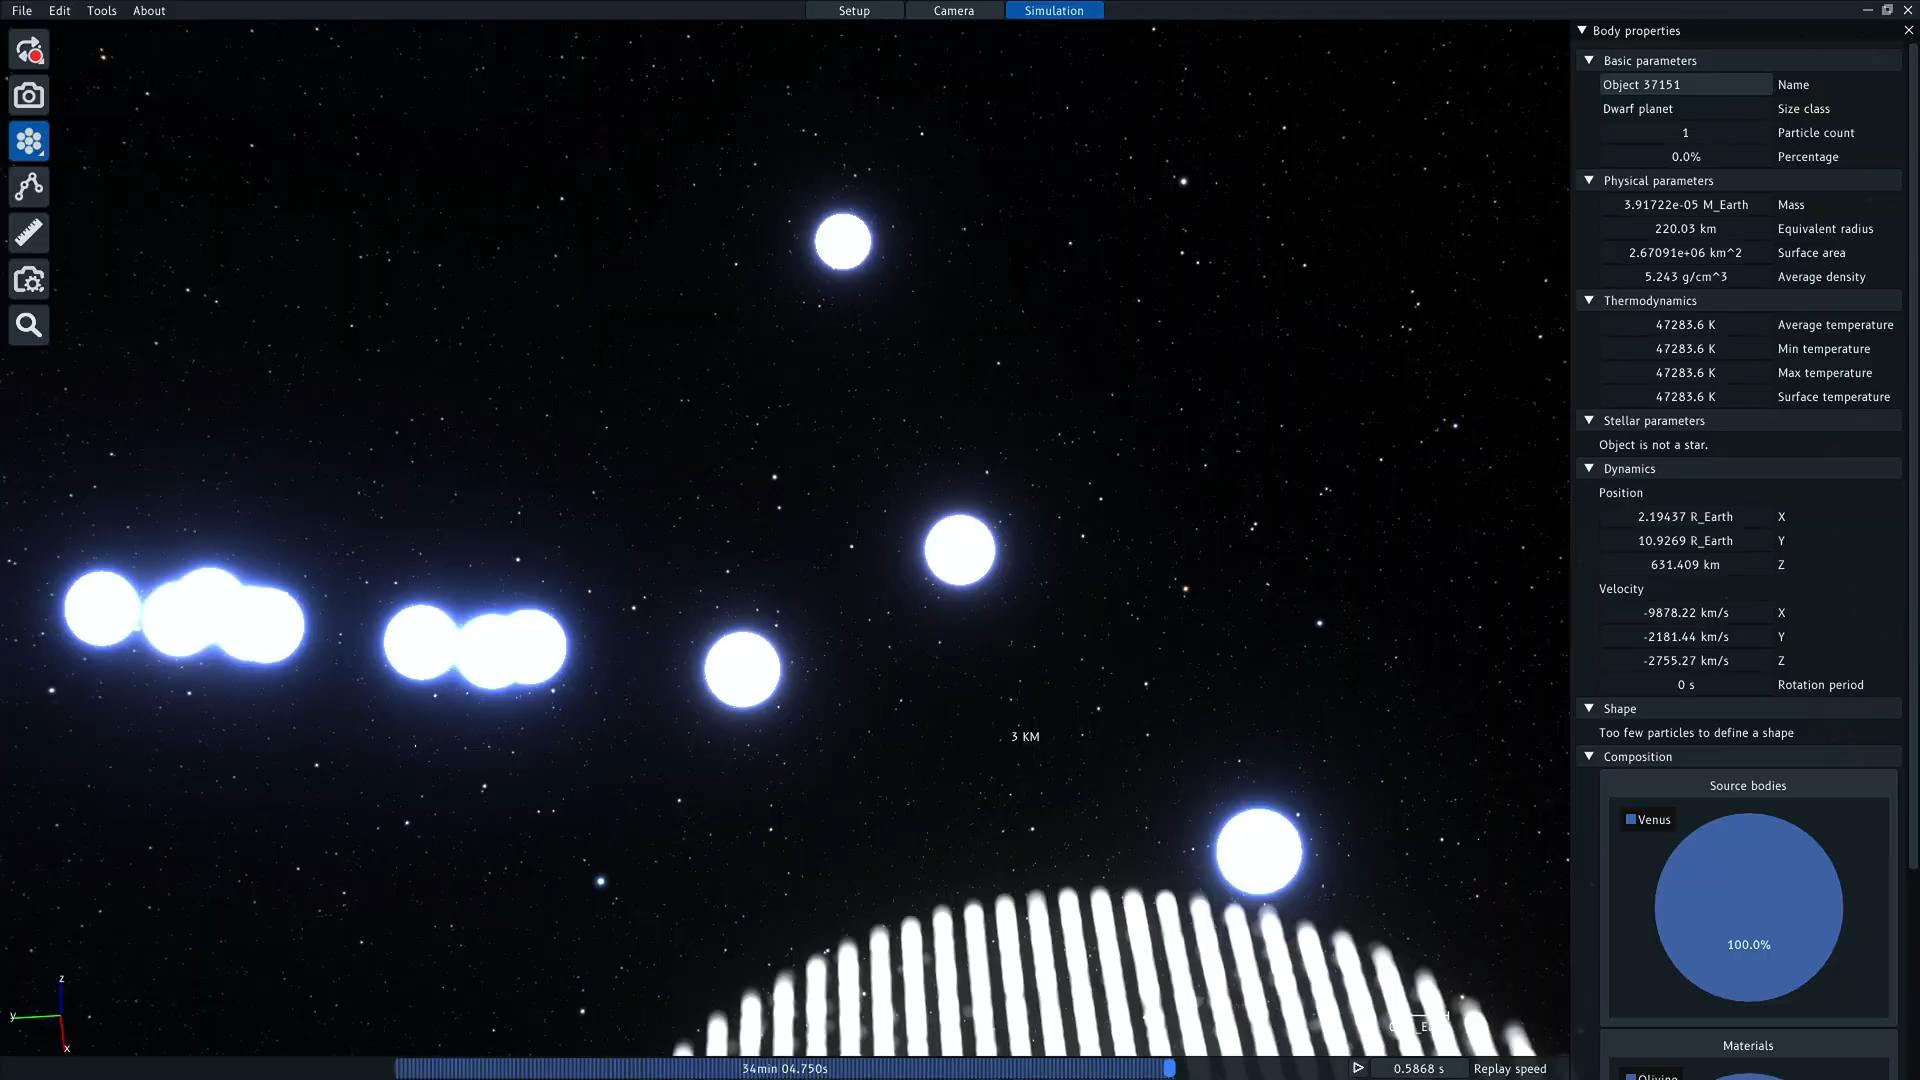 File Edit Tools About Setup Camera Simulation
Body properties
Basic parameters
Object 37151 Name
Dwarf planet Size class
1 Particle count
0.0% Percentage
Physical parameters
3.91722e-05 M_Earth Mass
220.03 km Equivalent radius
2.67091e+06 km^2 Surface area
5.243 g/cm^3 Average density
Thermodynamics
47283.6 K Average temperature
47283.6 K Min temperature
47283.6 K Max temperature
47283.6 K Surface temperature
Stellar parameters
Object is not a star.
Dynamics
Position
2.19437 R_Earth X
10.9269 R_Earth Y
631.409 km Z
Velocity
-9878.22 km/s X
-2181.44 km/s Y
-2755.27 km/s Z
0 s Rotation period
Shape
Too few particles to define a shape
3 KM
Composition
Source bodies
Venus
100.0%
z
y
x
Materials
34min 04.750s 0.5868 s Replay speed
Olivine